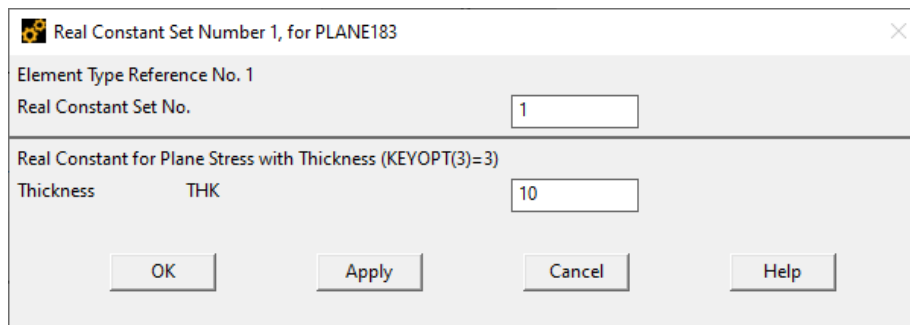 Real Constant Set Number 1, for PLANE183
Element Type Reference No. 1
Real Constant Set No. 1
Real Constant for Plane Stress with Thickness (KEYOPT(3)=3)
Thickness THK 10
OK Apply Cancel Help